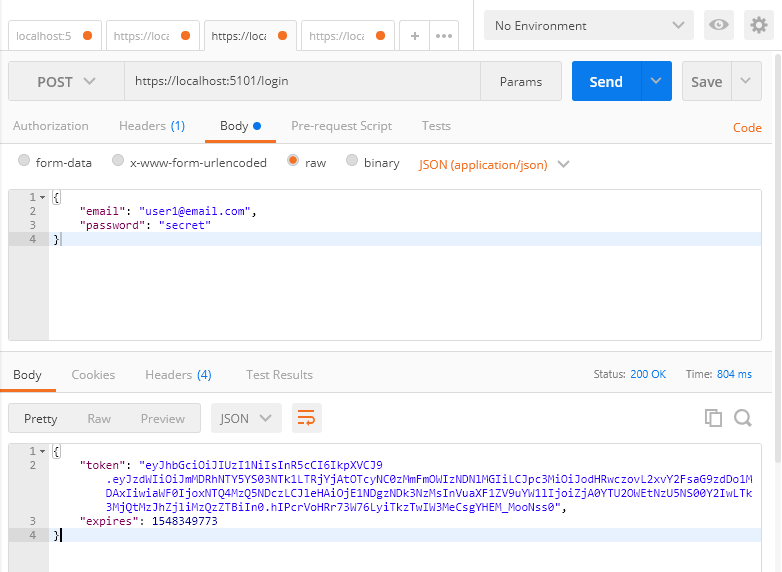 localhost:5
https://loca
https://loca
https://loca
+
•••
No Environment
POST
https://localhost:5101/login
Params
Send
Save
Authorization
Headers (1)
Body
Pre-request Script
Tests
Code
form-data
x-www-form-urlencoded
raw
binary
JSON (application/json)
1 {
2 "email": "user1@email.com",
3 "password": "secret"
4 }
Body
Cookies
Headers (4)
Test Results
Status: 200 OK
Time: 804 ms
Pretty
Raw
Preview
JSON
1 {
2 "token": "eyJhbGciOiJIUzI1NiIsInR5cCI6IkpXVCJ9
.eyJzdWIiOiJmMDRhNTY5YS03NTk1LTRjYjAtOTcyNC0zMmFmOWIzNDNlMGIiLCJpc3MiOiJodHRwczovL2xvY2FsaG9zdDo1M
DAxIiwiaWF0IjoxNTQ4MzQ5NDczLCJleHAiOjE1NDgzNDk3NzMsInVuaXF1ZV9uYW1lIjoiZjA0YTU2OWEtNzU5NS00Y2IwLTk
3MjQtMzJhZjliMzQzZTBiIn0.hIPcrVoHRr73W76LyiTkzTwIW3MeCsgYHEM_MooNss0",
3 "expires": 1548349773
4 }